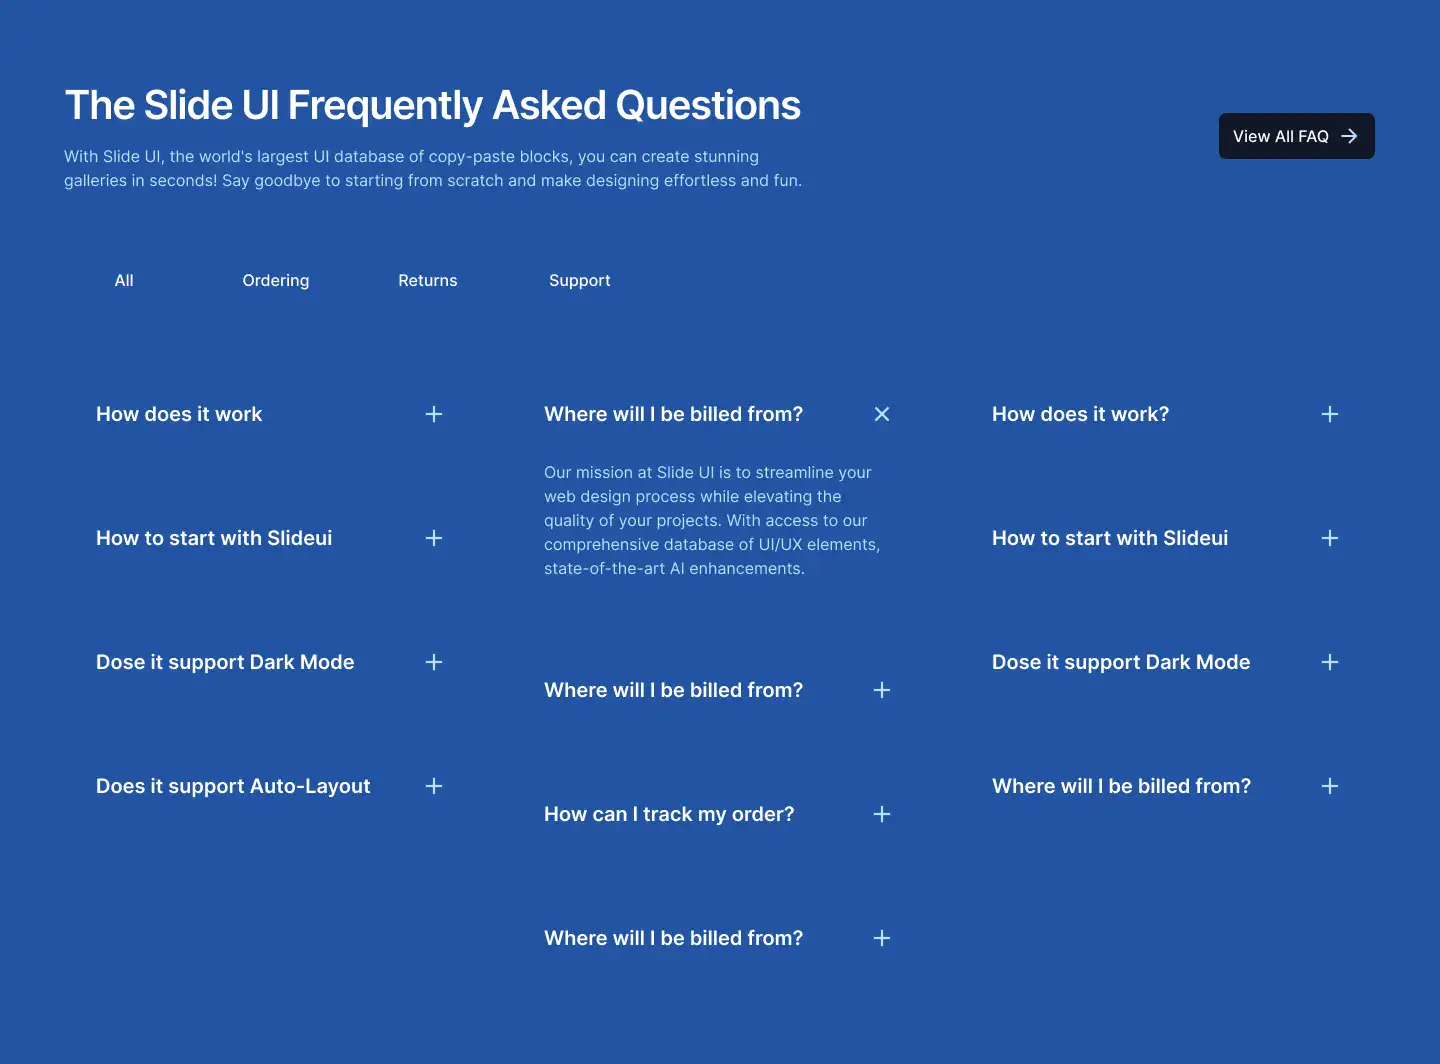 The Slide UI Frequently Asked Questions
With Slide UI, the world's largest UI database of copy-paste blocks, you can create stunning
galleries in seconds! Say goodbye to starting from scratch and make designing effortless and fun.
View All FAQ
All
Ordering
Returns
Support
How does it work
How to start with Slideui
Dose it support Dark Mode
Does it support Auto-Layout
Where will I be billed from?
Our mission at Slide UI is to streamline your
web design process while elevating the
quality of your projects. With access to our
comprehensive database of UI/UX elements,
state-of-the-art AI enhancements.
Where will I be billed from?
How can I track my order?
Where will I be billed from?
How does it work?
How to start with Slideui
Dose it support Dark Mode
Where will I be billed from?